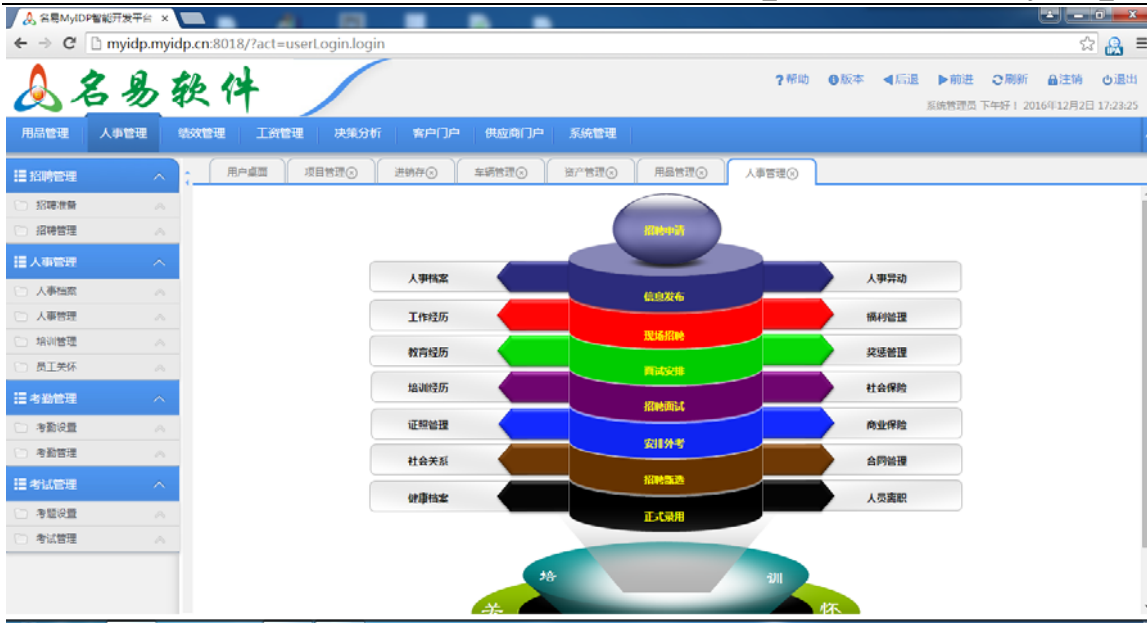 名易MyIDP智能开发平台 ×
myidp.myidp.cn:8018/?act=userLogin.login
IPA
名易软件
?帮助 版本 后退 前进 刷新 注销 退出
系统管理员 下午好！ 2016年12月2日 17:23:25
用品管理 人事管理 绩效管理 工资管理 决策分析 客户门户 供应商门户 系统管理
用户桌面 项目管理 进销存 车辆管理 资产管理 用品管理 人事管理
招聘管理
招聘准备
招聘管理
人事管理
人事档案
人事管理
培训管理
员工关怀
考勤管理
考勤设置
考勤管理
考试管理
考题设置
考试管理
招聘申请
信息发布
人事档案 人事异动
现场招聘
工作经历 福利管理
面试安排
教育经历 奖惩管理
招聘面试
培训经历 社会保险
安排外考
证照管理 商业保险
招聘甄选
社会关系 合同管理
正式录用
健康档案 人员离职
培 训
关 怀